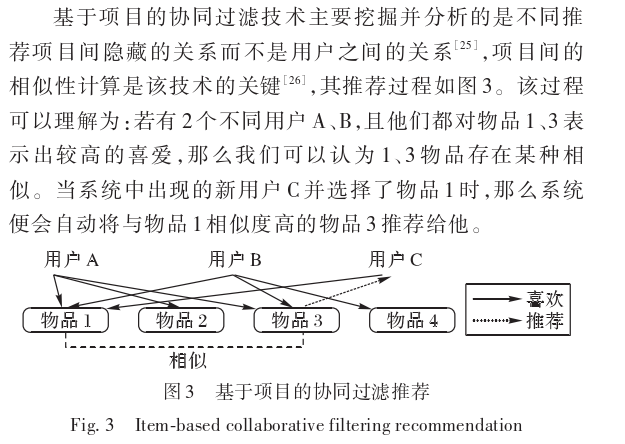 基于项目的协同过滤技术主要挖掘并分析的是不同推
荐项目间隐藏的关系而不是用户之间的关系[25],项目间的
相似性计算是该技术的关键[26],其推荐过程如图3。该过程
可以理解为:若有2个不同用户A、B,且他们都对物品1、3表
示出较高的喜爱,那么我们可以认为1、3物品存在某种相
似。当系统中出现的新用户C并选择了物品1时,那么系统
便会自动将与物品1相似度高的物品3推荐给他。
用户A 用户B 用户C
物品1 物品2 物品3 物品4
喜欢
推荐
相似
图3 基于项目的协同过滤推荐
Fig. 3 Item-based collaborative filtering recommendation